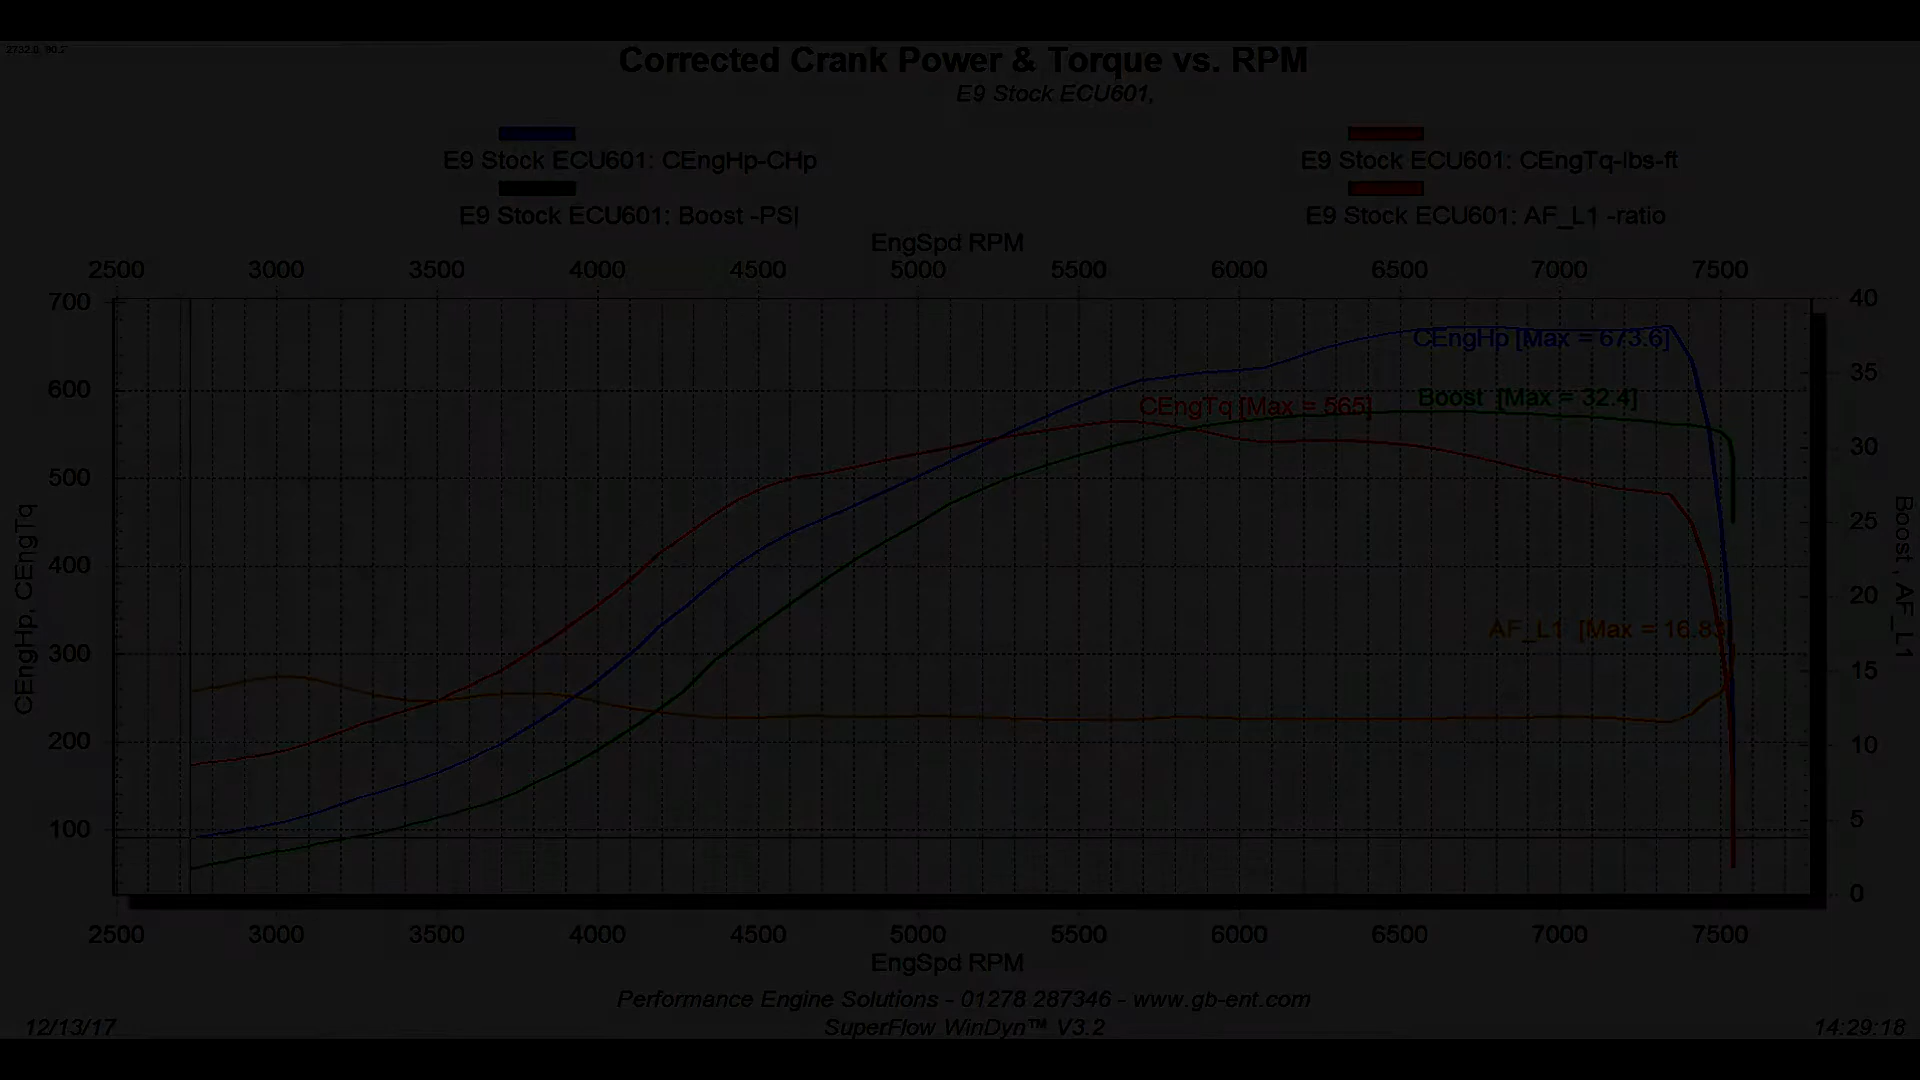 2732.0, 90.2
Corrected Crank Power & Torque vs. RPM
E9 Stock ECU601,
E9 Stock ECU601: CEngHp-CHp
E9 Stock ECU601: CEngTq-lbs-ft
E9 Stock ECU601: Boost -PSI
E9 Stock ECU601: AF_L1 -ratio
EngSpd RPM
2500 3000 3500 4000 4500 5000 5500 6000 6500 7000 7500
700
600
500
400
300
200
100
CEngHp, CEngTq
CEngHp [Max = 673.6]
CEngTq [Max = 565]
Boost [Max = 32.4]
AF_L1 [Max = 16.83
40
35
30
25
20
15
10
5
0
Boost , AF_L1
2500 3000 3500 4000 4500 5000 5500 6000 6500 7000 7500
EngSpd RPM
Performance Engine Solutions - 01278 287346 - www.gb-ent.com
12/13/17
SuperFlow WinDyn™ V3.2
14:29:18